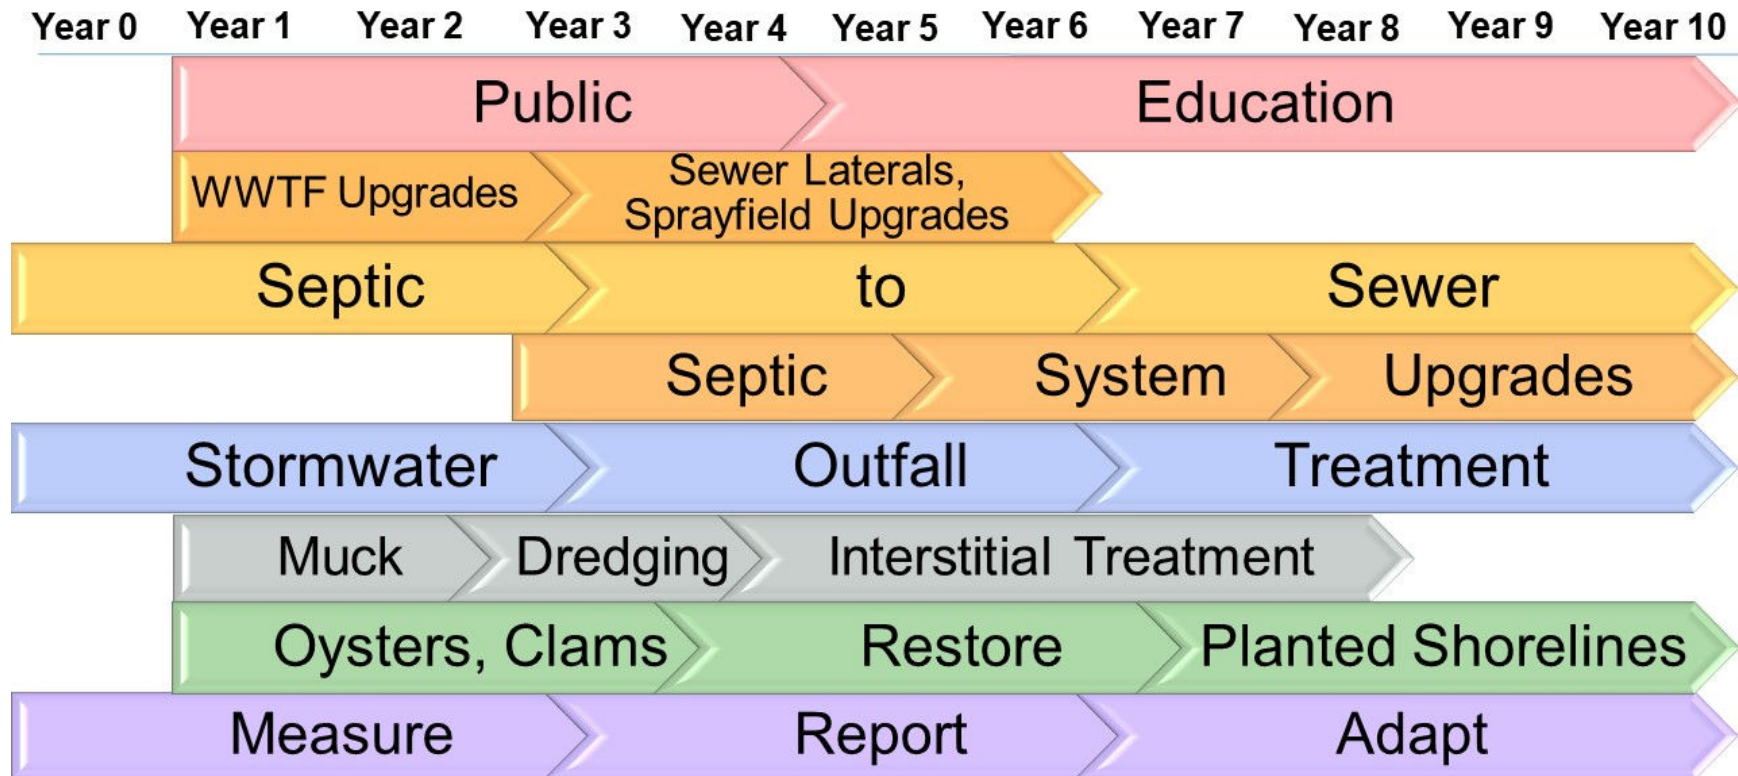 Year 0 Year 1 Year 2 Year 3 Year 4 Year 5 Year 6 Year 7 Year 8 Year 9 Year 10
Public Education
WWTF Upgrades
Sewer Laterals,
Sprayfield Upgrades
Septic to Sewer
Septic System Upgrades
Stormwater Outfall Treatment
Muck Dredging Interstitial Treatment
Oysters, Clams Restore Planted Shorelines
Measure Report Adapt